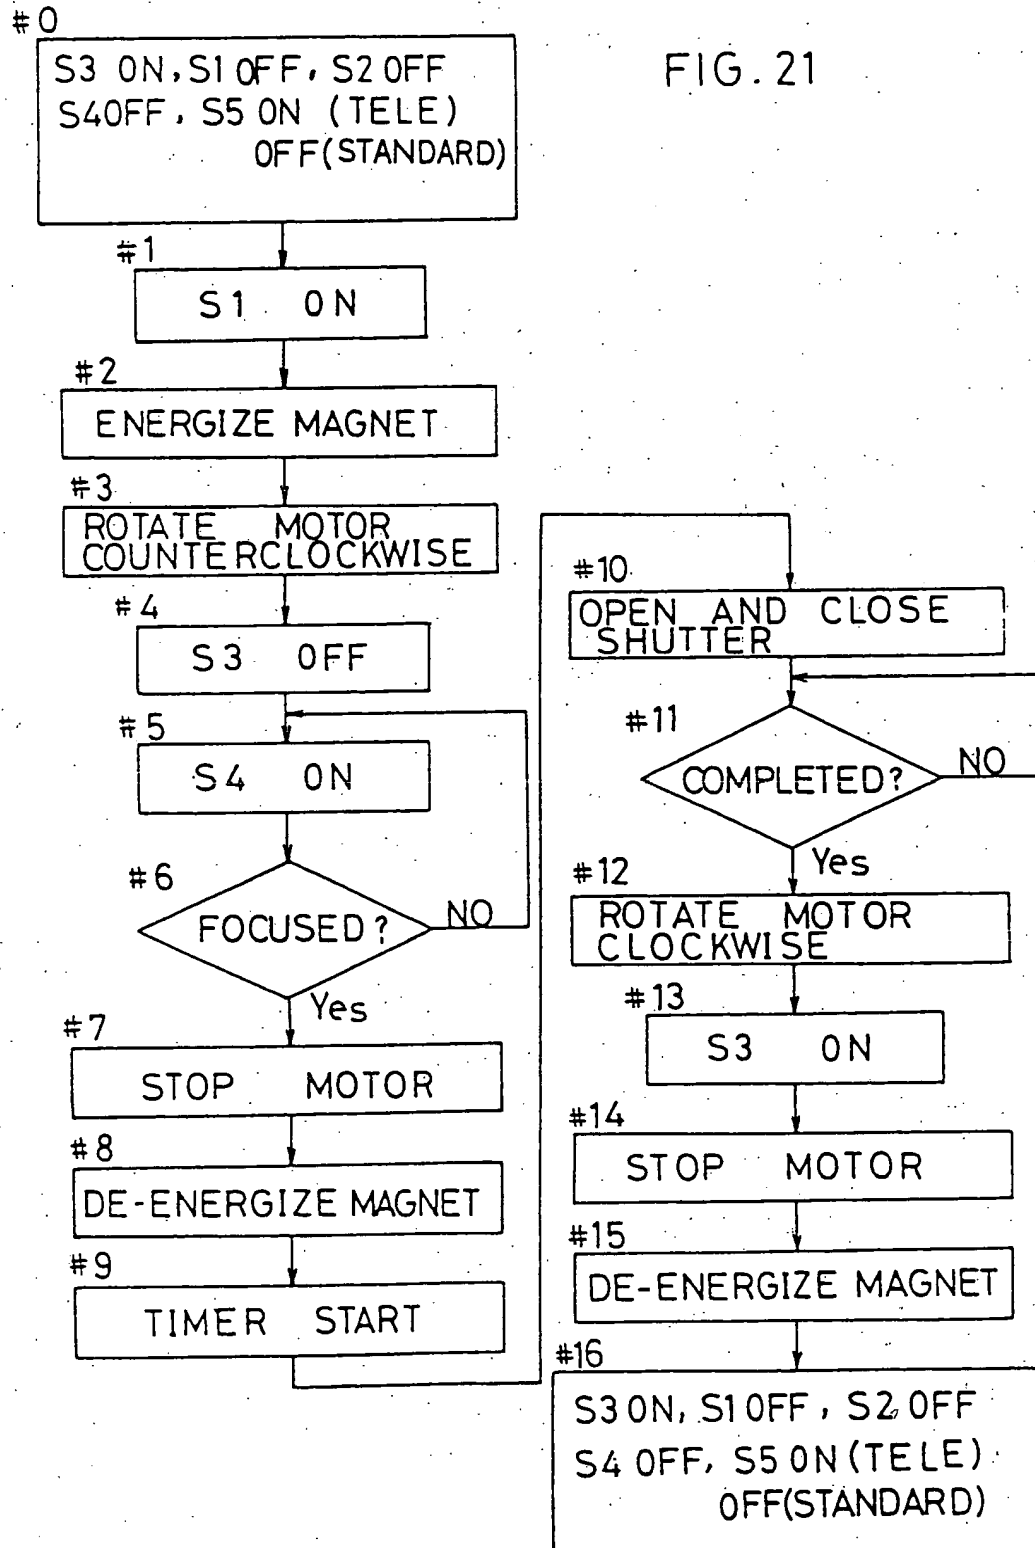 #0
S3 ON, S1 OFF, S2 OFF
S4 OFF, S5 ON (TELE)
OFF(STANDARD)
FIG. 21
#1
S1 ON
#2
ENERGIZE MAGNET
#3
ROTATE MOTOR
COUNTERCLOCKWISE
#4
S3 OFF
#5
S4 ON
#6
FOCUSED?
NO
Yes
#7
STOP MOTOR
#8
DE-ENERGIZE MAGNET
#9
TIMER START
#10
OPEN AND CLOSE
SHUTTER
#11
COMPLETED?
NO
Yes
#12
ROTATE MOTOR
CLOCKWISE
#13
S3 ON
#14
STOP MOTOR
#15
DE-ENERGIZE MAGNET
#16
S3 ON, S1 OFF, S2 OFF
S4 OFF, S5 ON (TELE)
OFF(STANDARD)